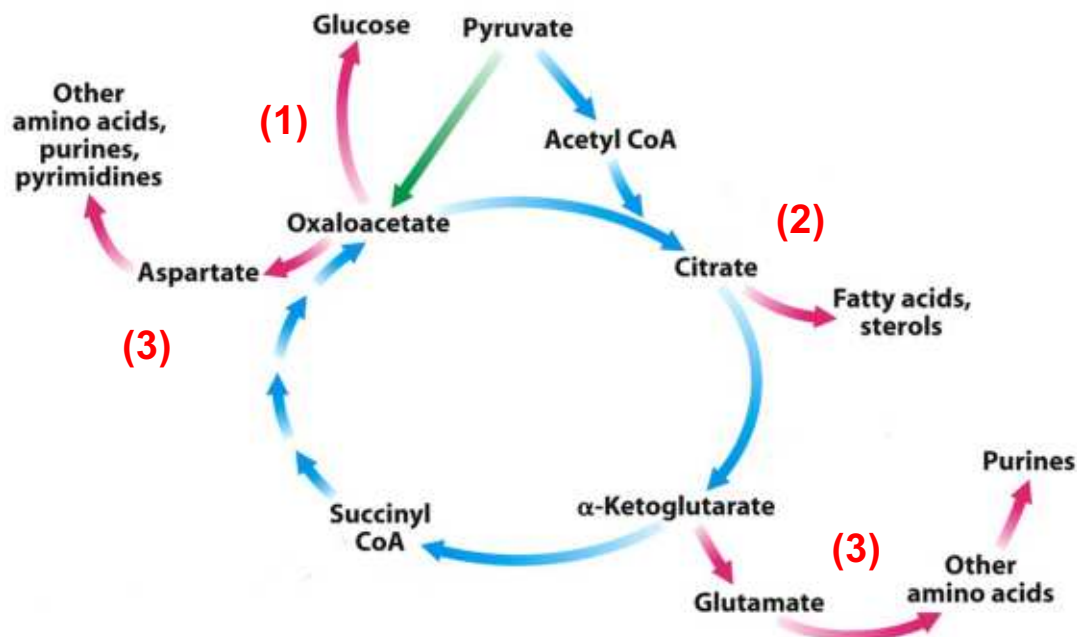 Glucose
Pyruvate
Other
amino acids,
purines,
pyrimidines
(1)
Acetyl CoA
Oxaloacetate
(2)
Citrate
Aspartate
Fatty acids,
sterols
(3)
Purines
α-Ketoglutarate
Succinyl
CoA
(3)
Other
amino acids
Glutamate